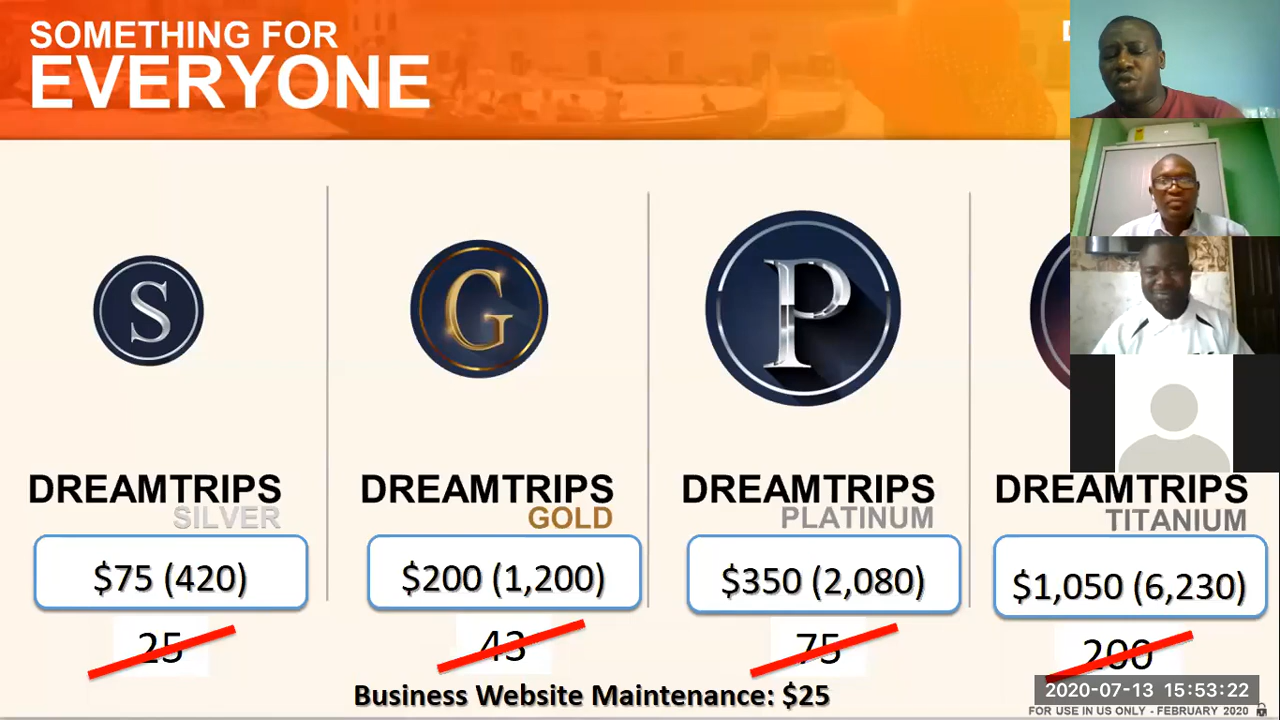 SOMETHING FOR
EVERYONE
S
G
P
DREAMTRIPS
SILVER
$75 (420)
25
DREAMTRIPS
GOLD
$200 (1,200)
43
DREAMTRIPS
PLATINUM
$350 (2,080)
75
DREAMTRIPS
TITANIUM
$1,050 (6,230)
200
Business Website Maintenance: $25
2020-07-13 15:53:22
FOR USE IN US ONLY - FEBRUARY 2020